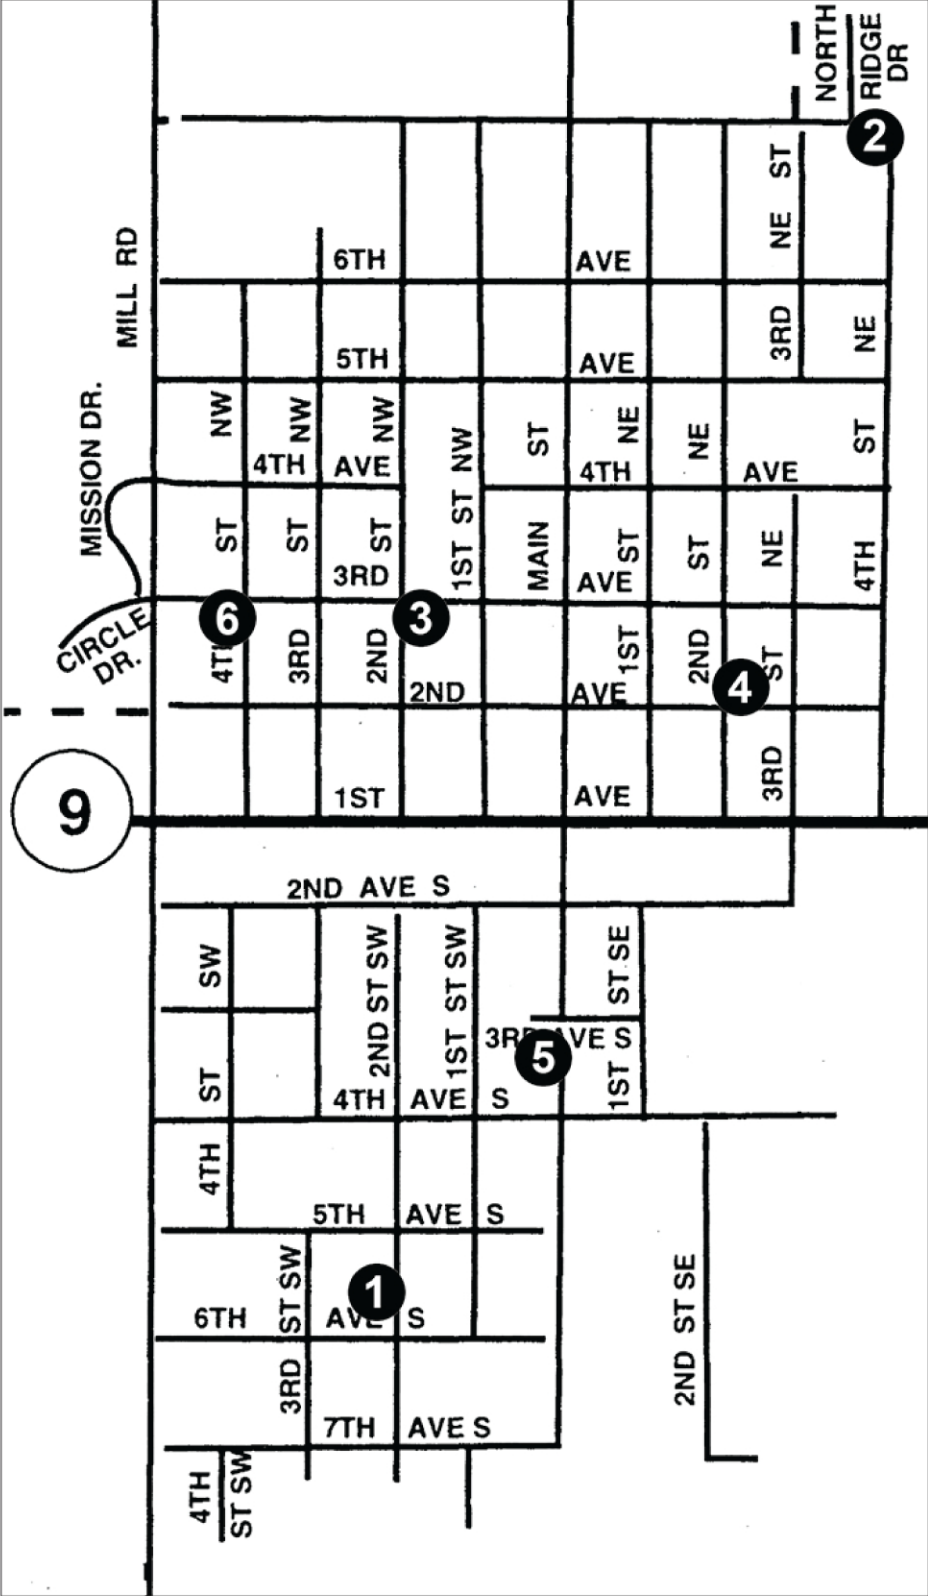 NORTH
RIDGE
DR
2
MILL RD
6TH AVE
3RD NE ST
5TH AVE
MISSION DR.
4TH ST NW
3RD ST NW
2ND ST NW
1ST ST NW
MAIN ST
1ST ST NE
2ND ST NE
3RD ST NE
4TH ST NE
4TH AVE
4TH AVE
3RD AVE
6
3
CIRCLE
DR.
4
2ND AVE
1ST AVE
9
2ND AVE S
4TH ST SW
2ND ST SW
1ST ST SW
1ST ST SE
3RD AVE S
5
4TH AVE S
5TH AVE S
3RD ST SW
1
6TH AVE S
2ND ST SE
7TH AVE S
4TH
ST SW